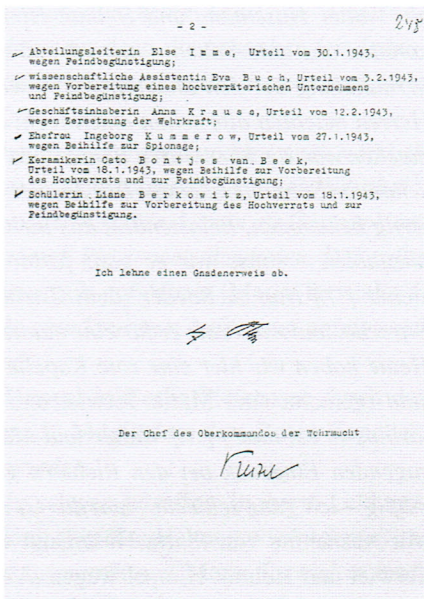 - 2 -
245
Abteilungsleiterin Else I m m e, Urteil vom 30.1.1943,
wegen Feindbegünstigung;
wissenschaftliche Assistentin Eva B u c h, Urteil vom 3.2.1943,
wegen Vorbereitung eines hochverräterischen Unternehmens
und Feindbegünstigung;
Geschäftsinhaberin Anna K r a u s s, Urteil vom 12.2.1943,
wegen Zersetzung der Wehrkraft;
Ehefrau Ingeborg K u m m e r o w, Urteil vom 27.1.1943,
wegen Beihilfe zur Spionage;
Keramikerin Cato B o n t j e s van. B e e k,
Urteil vom 18.1.1943, wegen Beihilfe zur Vorbereitung
des Hochverrats und zur Feindbegünstigung;
Schülerin Liane B e r k o w i t z, Urteil vom 18.1.1943,
wegen Beihilfe zur Vorbereitung des Hochverrats und zur
Feindbegünstigung.
Ich lehne einen Gnadenerweis ab.
Der Chef des Oberkommandos der Wehrmacht
Keitel